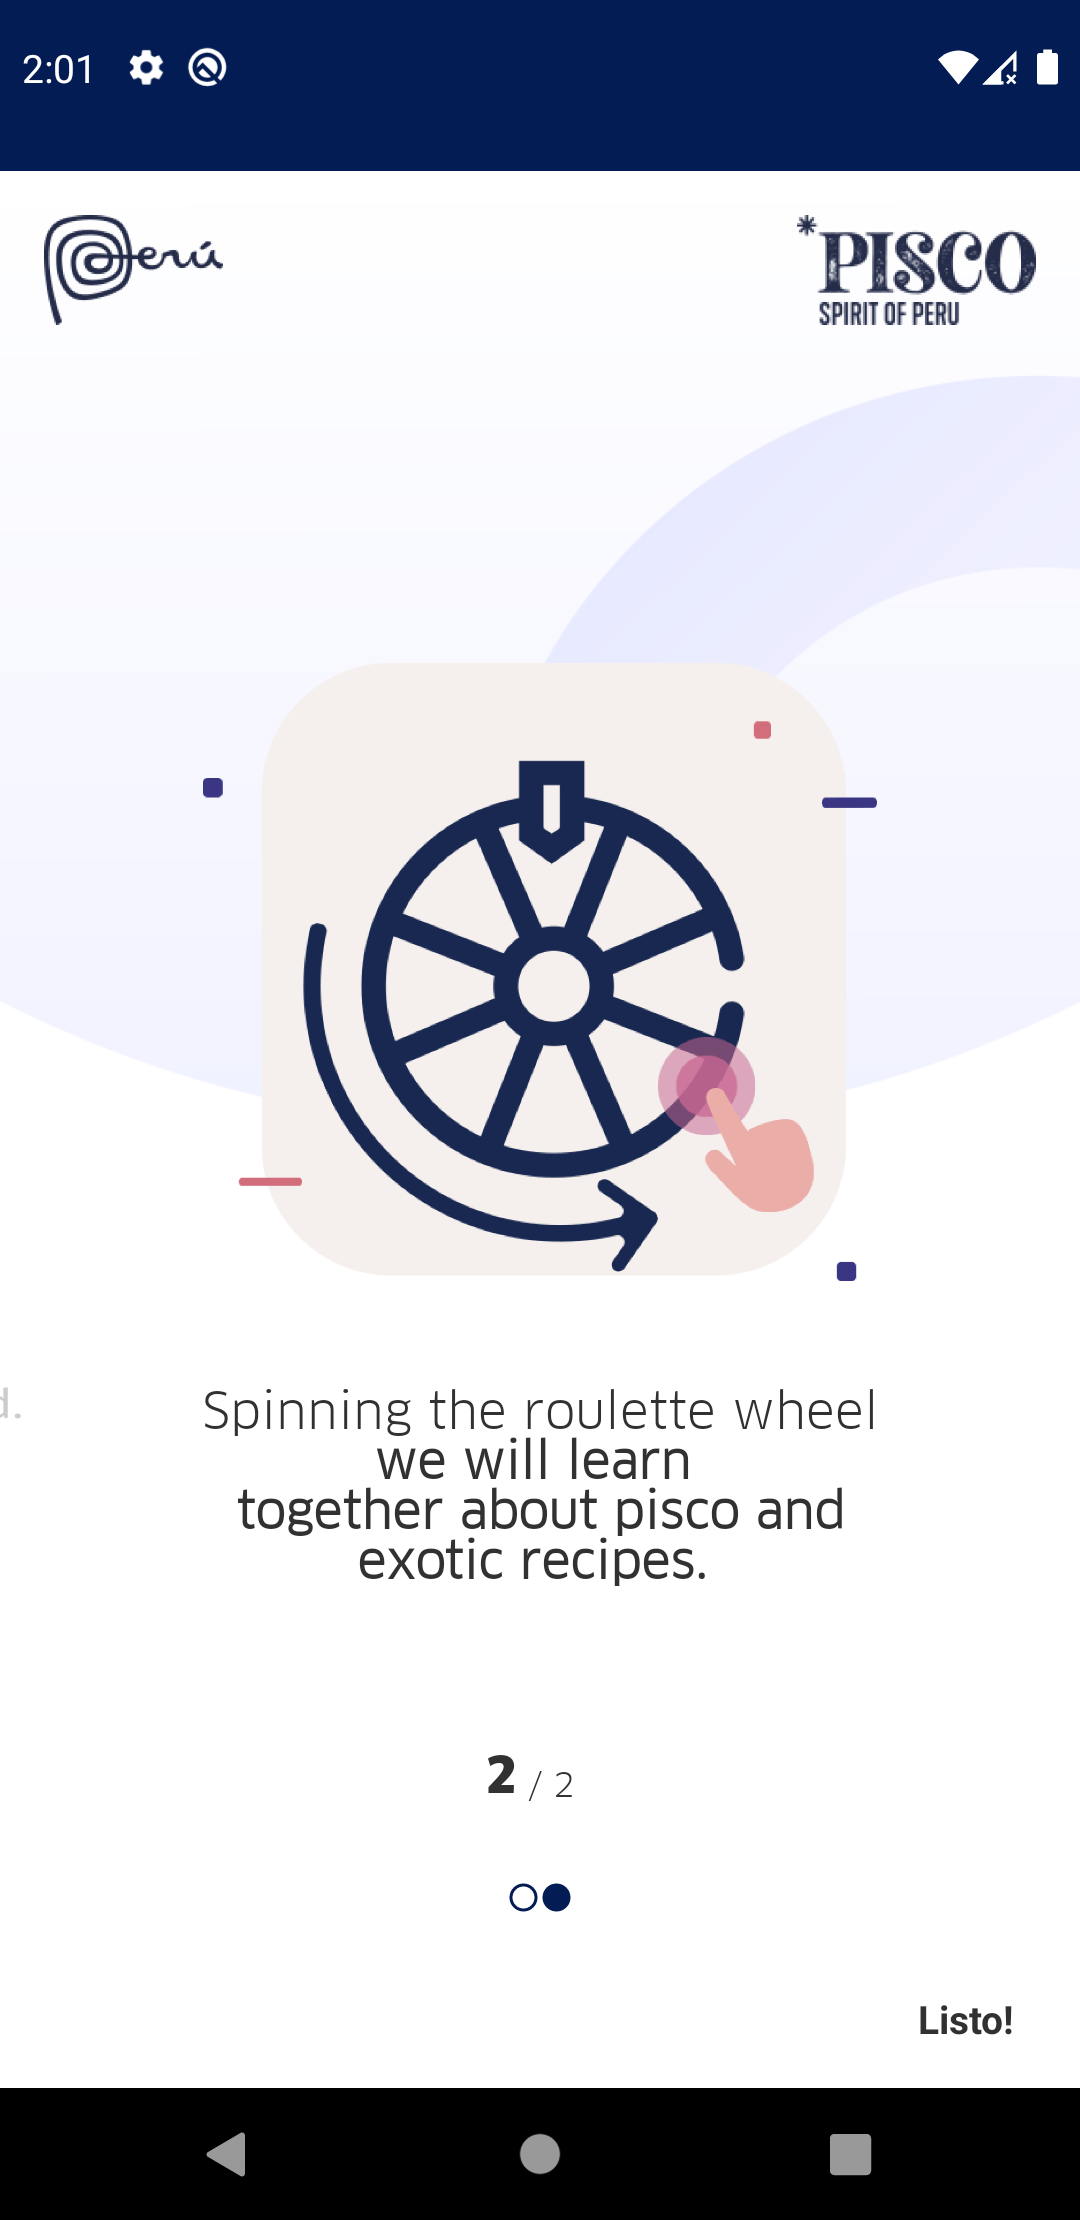 2:01
Perú
*PISCO
SPIRIT OF PERU
d.
Spinning the roulette wheel
we will learn
together about pisco and
exotic recipes.
2 / 2
Listo!